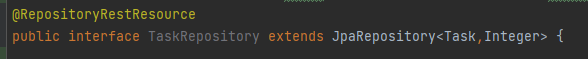 @RepositoryRestResource
public interface TaskRepository extends JpaRepository<Task,Integer> {